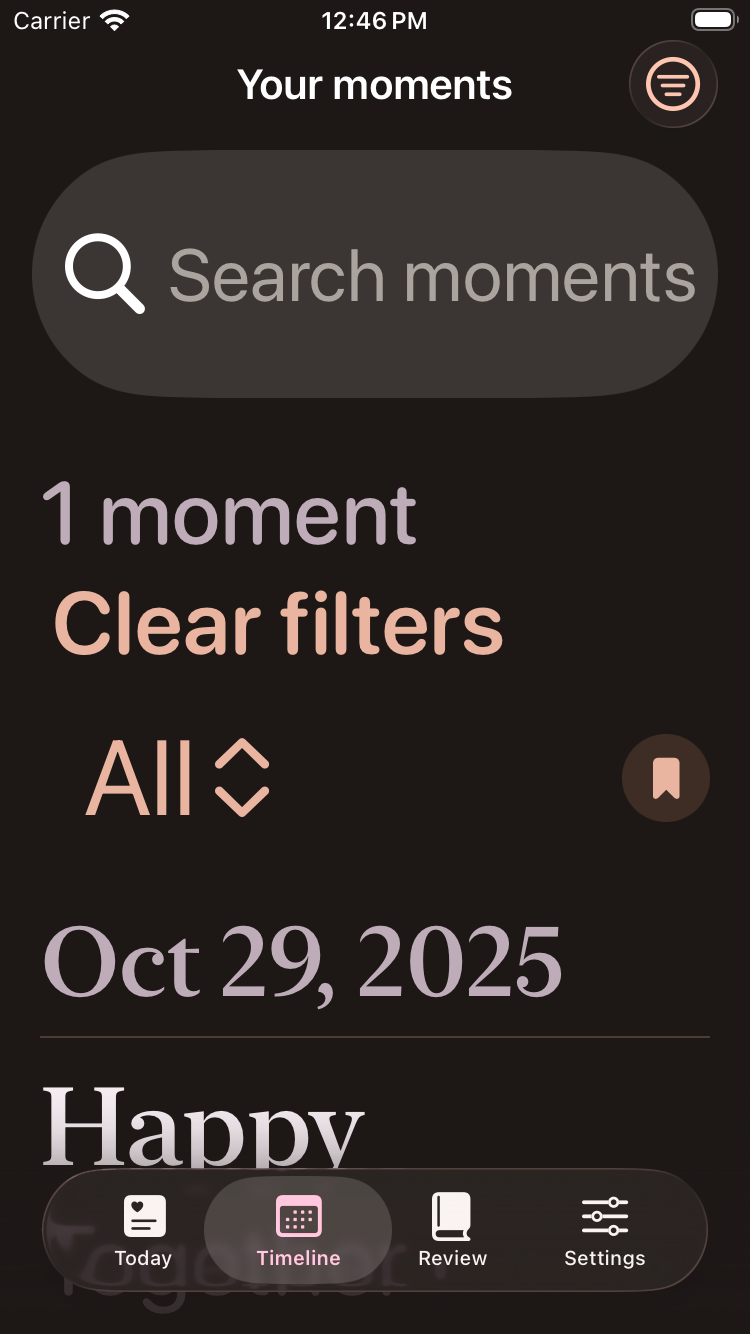 Carrier
12:46 PM
Your moments
Search moments
1 moment
Clear filters
All
Oct 29, 2025
Happy
Together
Today
Timeline
Review
Settings